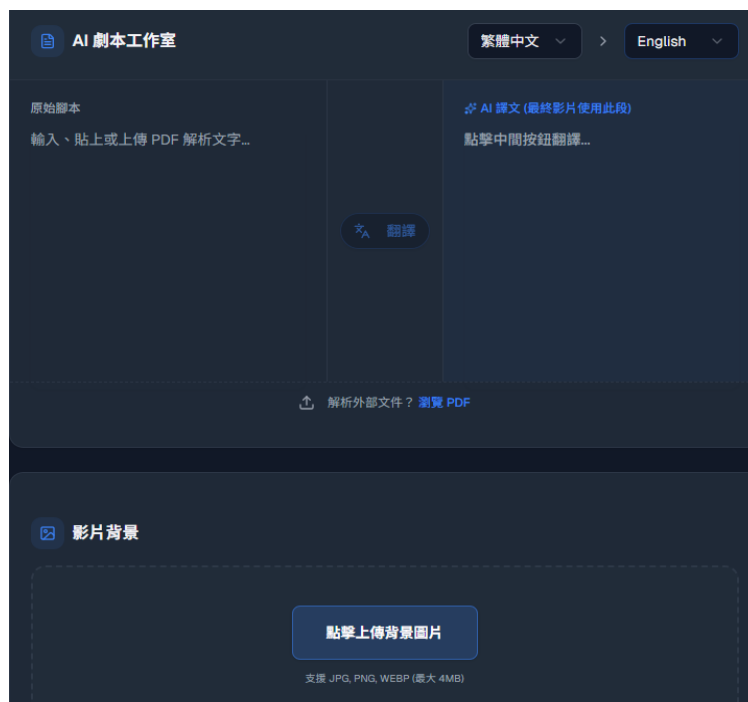 AI 劇本工作室
繁體中文
English
原始腳本
輸入、貼上或上傳 PDF 解析文字...
AI 譯文 (最終影片使用此段)
點擊中間按鈕翻譯...
翻譯
解析外部文件？瀏覽 PDF
影片背景
點擊上傳背景圖片
支援 JPG, PNG, WEBP (最大 4MB)